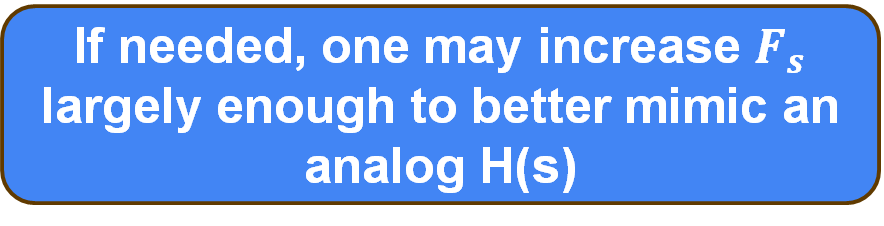 If needed, one may increase Fₛ
largely enough to better mimic an
analog H(s)